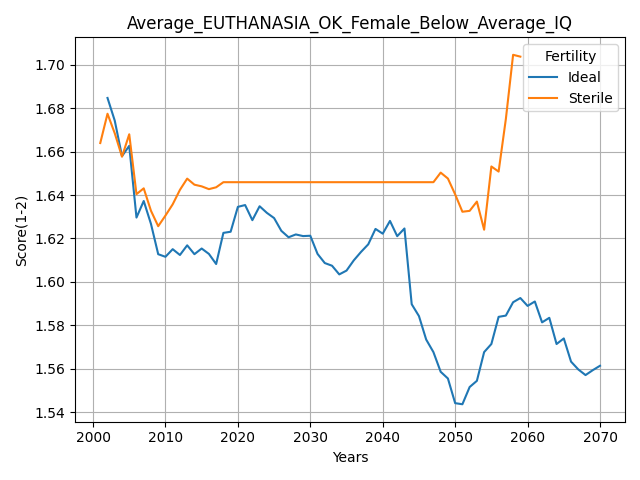 Average_EUTHANASIA_OK_Female_Below_Average_IQ
Fertility
Ideal
Sterile
Score(1-2)
1.70
1.68
1.66
1.64
1.62
1.60
1.58
1.56
1.54
2000 2010 2020 2030 2040 2050 2060 2070
Years